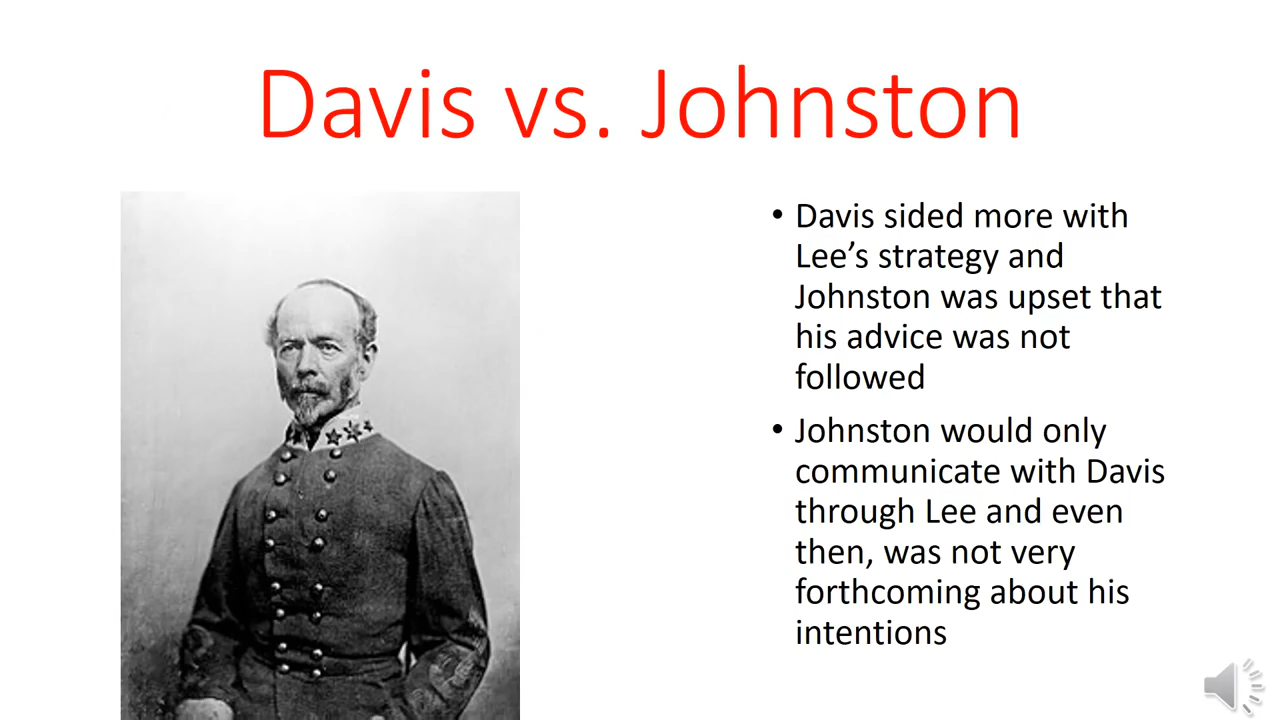 Davis vs. Johnston
• Davis sided more with
Lee’s strategy and
Johnston was upset that
his advice was not
followed
• Johnston would only
communicate with Davis
through Lee and even
then, was not very
forthcoming about his
intentions